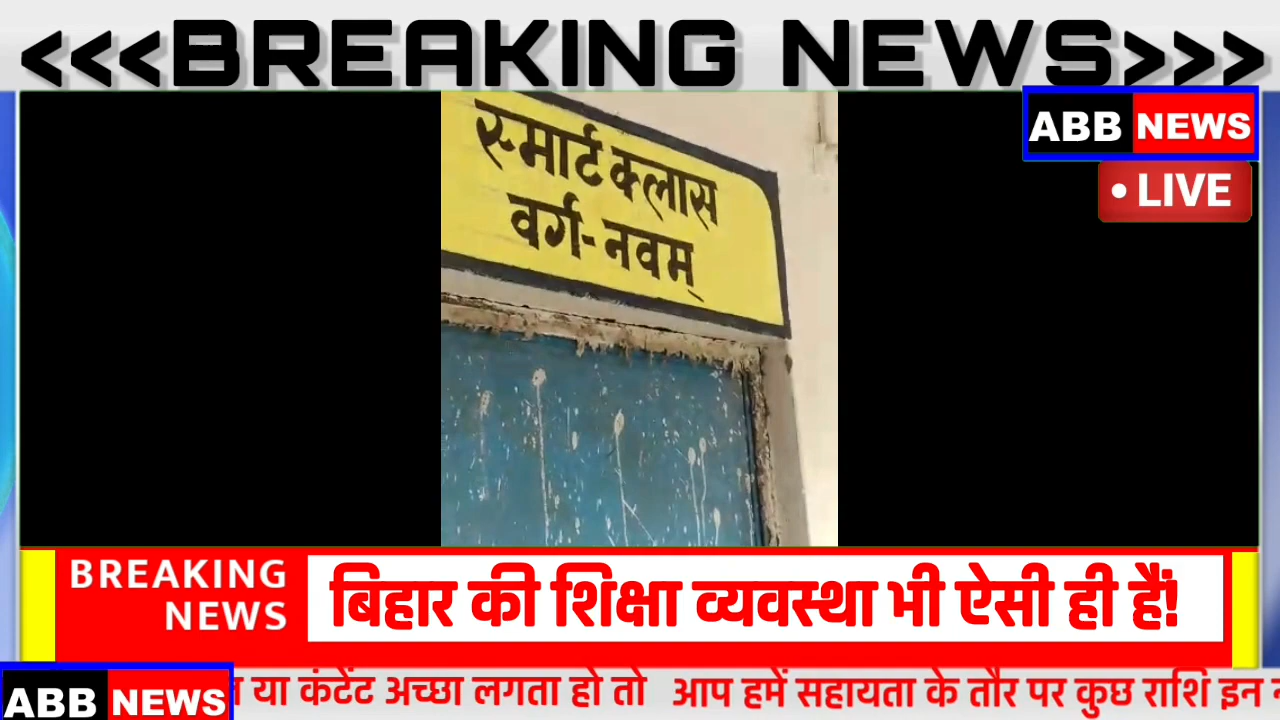 <<<BREAKING NEWS>>>
ABB NEWS
• LIVE
स्मार्ट क्लास
वर्ग-नवम्
BREAKING
NEWS
बिहार की शिक्षा व्यवस्था भी ऐसी ही हैं!
ABB NEWS
या कंटेंट अच्छा लगता हो तो आप हमें सहायता के तौर पर कुछ राशि इन